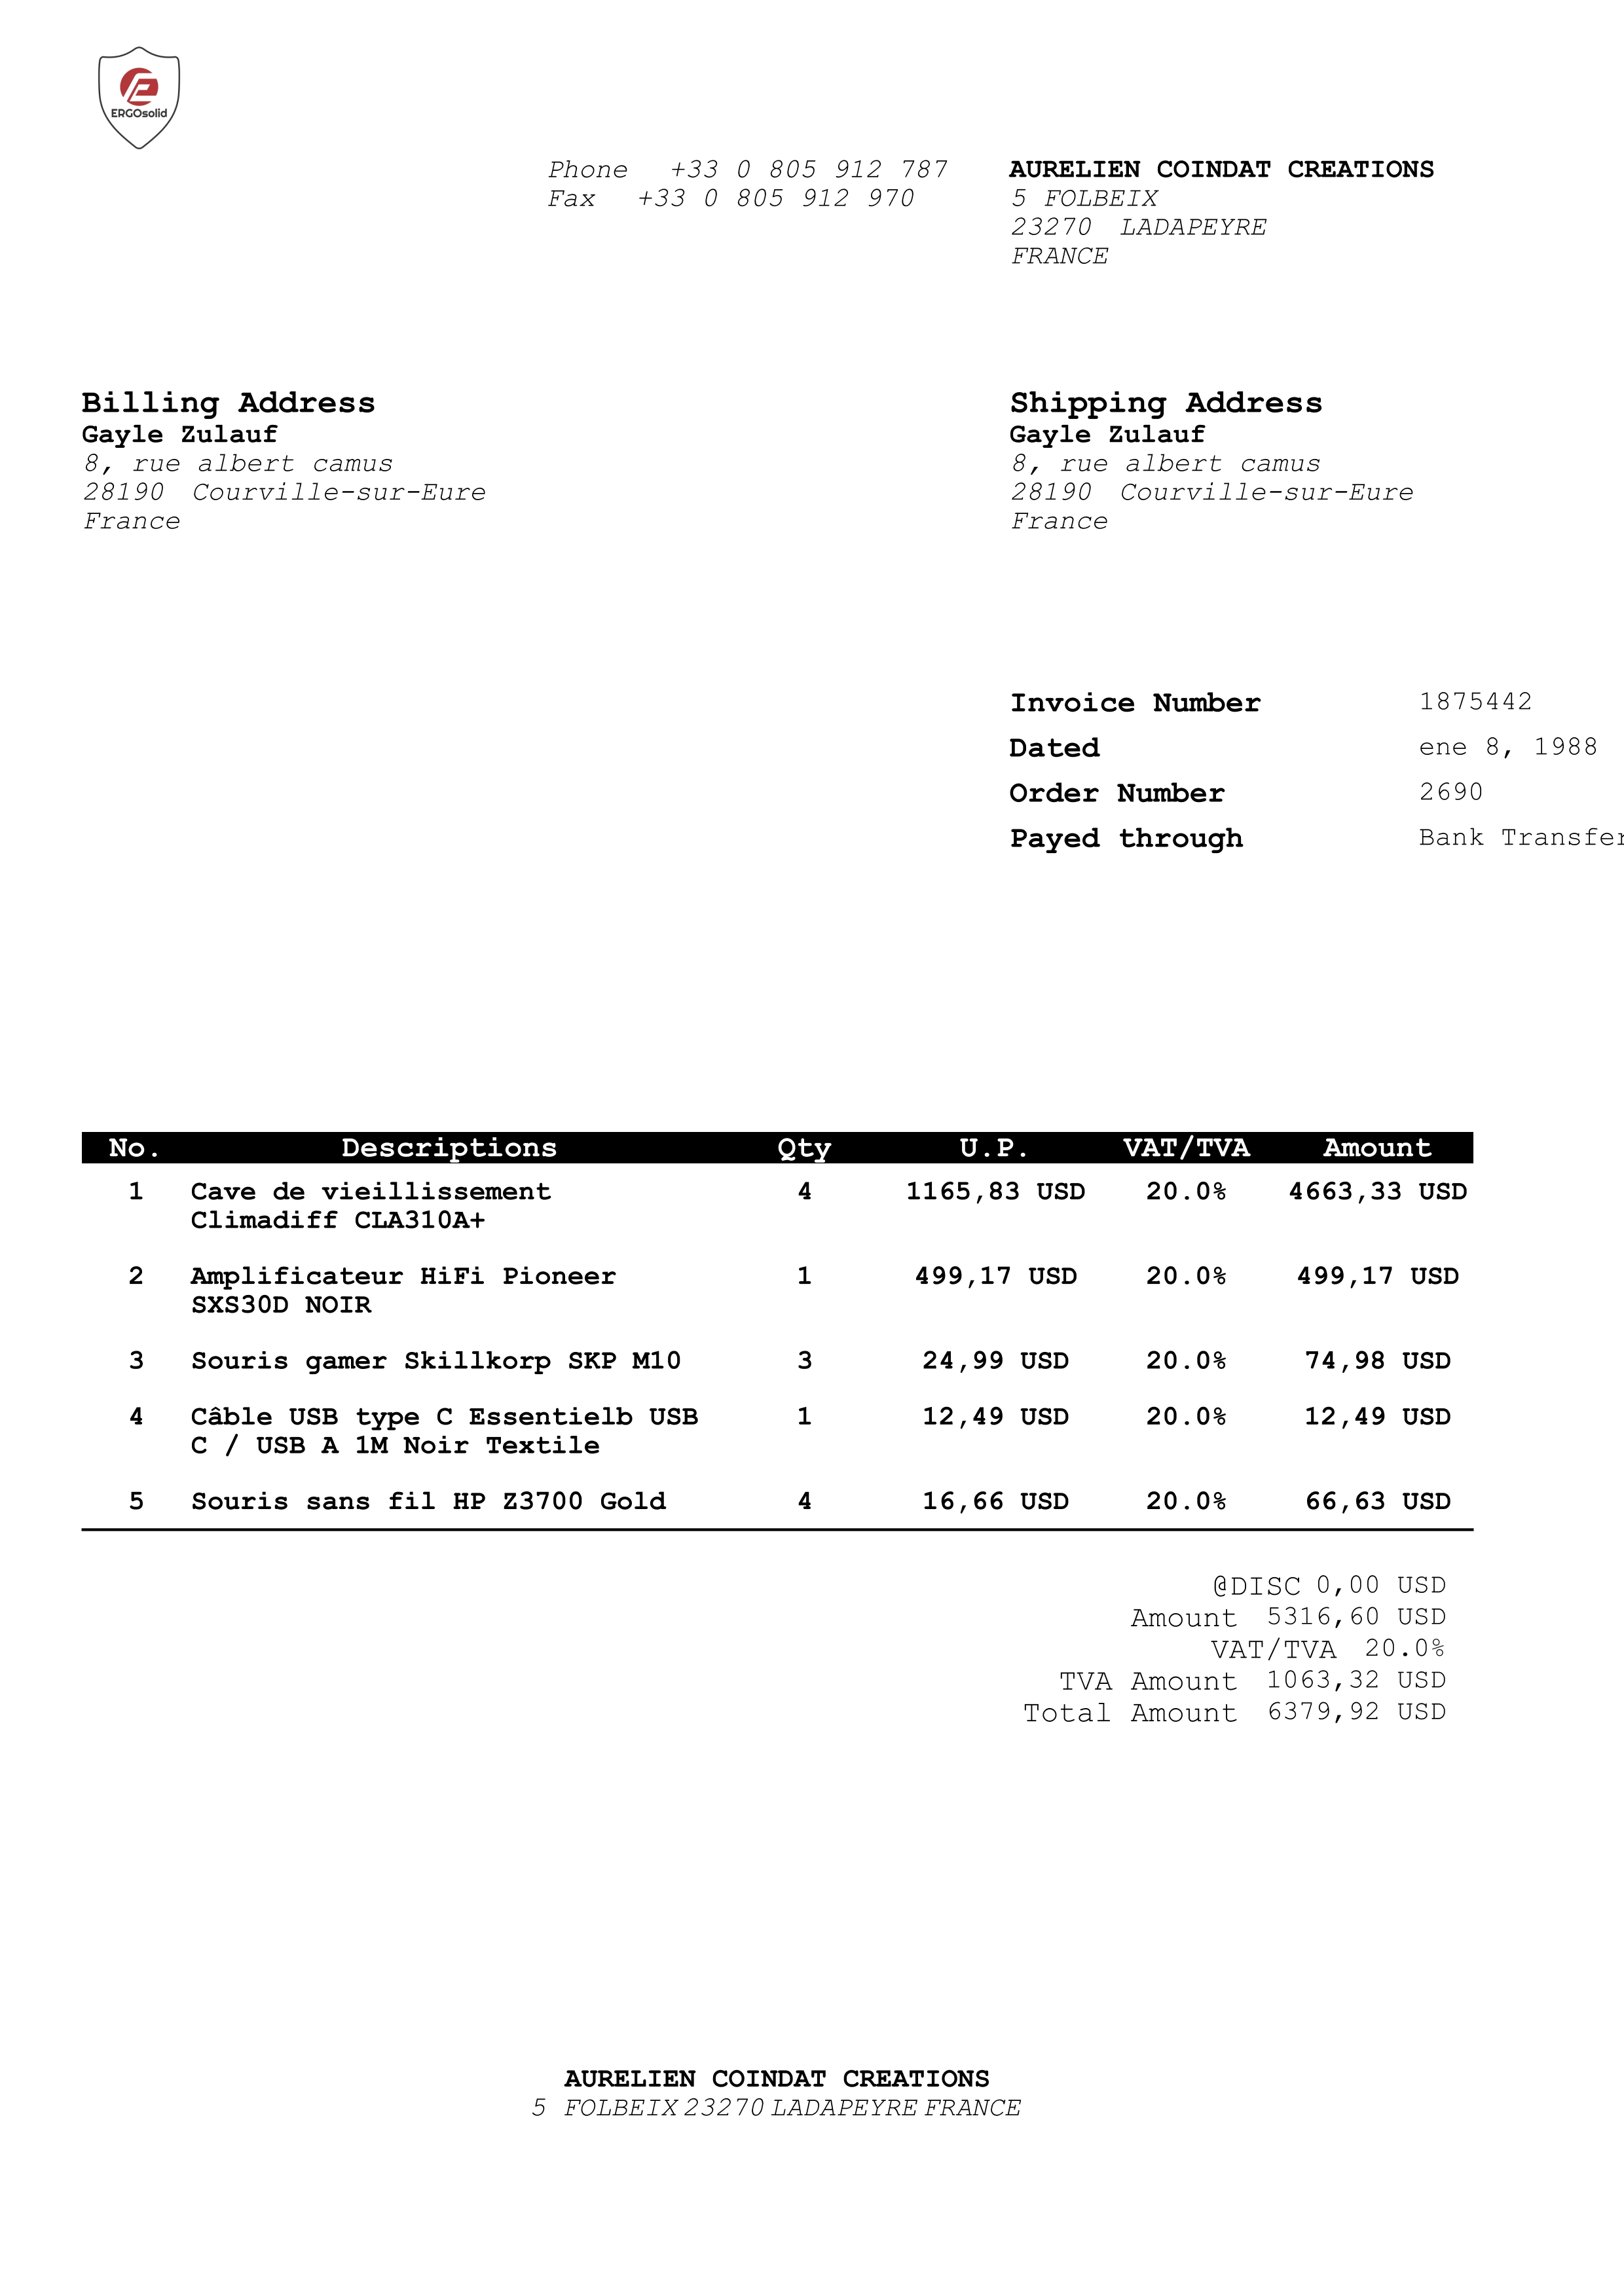 ERGOsolid
Phone +33 0 805 912 787
Fax +33 0 805 912 970
AURELIEN COINDAT CREATIONS
5 FOLBEIX
23270 LADAPEYRE
FRANCE
Billing Address
Gayle Zulauf
8, rue albert camus
28190 Courville-sur-Eure
France
Shipping Address
Gayle Zulauf
8, rue albert camus
28190 Courville-sur-Eure
France
Invoice Number 1875442
Dated ene 8, 1988
Order Number 2690
Payed through Bank Transfer
No. Descriptions Qty U.P. VAT/TVA Amount
1 Cave de vieillissement 4 1165,83 USD 20.0% 4663,33 USD
Climadiff CLA310A+
2 Amplificateur HiFi Pioneer 1 499,17 USD 20.0% 499,17 USD
SXS30D NOIR
3 Souris gamer Skillkorp SKP M10 3 24,99 USD 20.0% 74,98 USD
4 Câble USB type C Essentielb USB 1 12,49 USD 20.0% 12,49 USD
C / USB A 1M Noir Textile
5 Souris sans fil HP Z3700 Gold 4 16,66 USD 20.0% 66,63 USD
@DISC 0,00 USD
Amount 5316,60 USD
VAT/TVA 20.0%
TVA Amount 1063,32 USD
Total Amount 6379,92 USD
AURELIEN COINDAT CREATIONS
5 FOLBEIX 23270 LADAPEYRE FRANCE